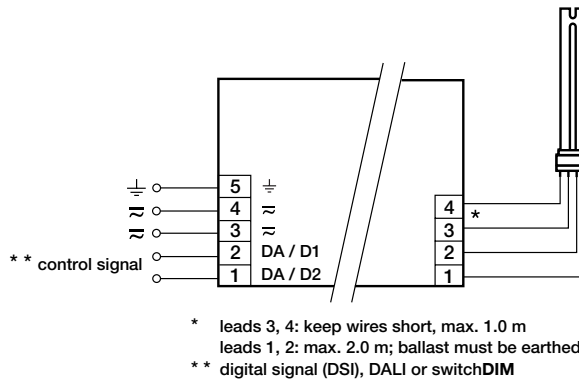 5
4
4
3
* 3
2 DA / D1 2
* * control signal
1 DA / D2 1
* leads 3, 4: keep wires short, max. 1.0 m
leads 1, 2: max. 2.0 m; ballast must be earthed
* * digital signal (DSI), DALI or switchDIM